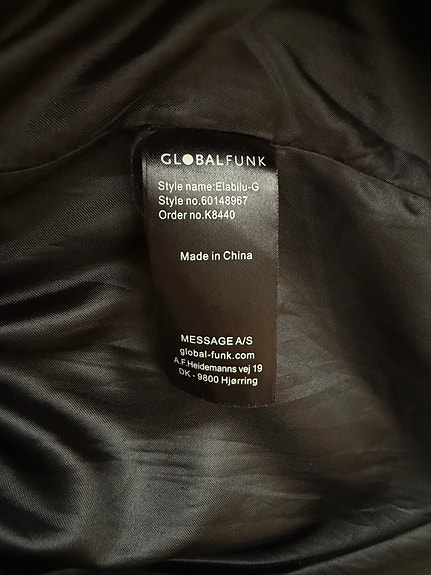 GLOBALFUNK
Style name:Elabilu-G
Style no.60148967
Order no.K8440
Made in China
MESSAGE A/S
global-funk.com
A.F.Heidemanns vej 19
DK - 9800 Hjørring